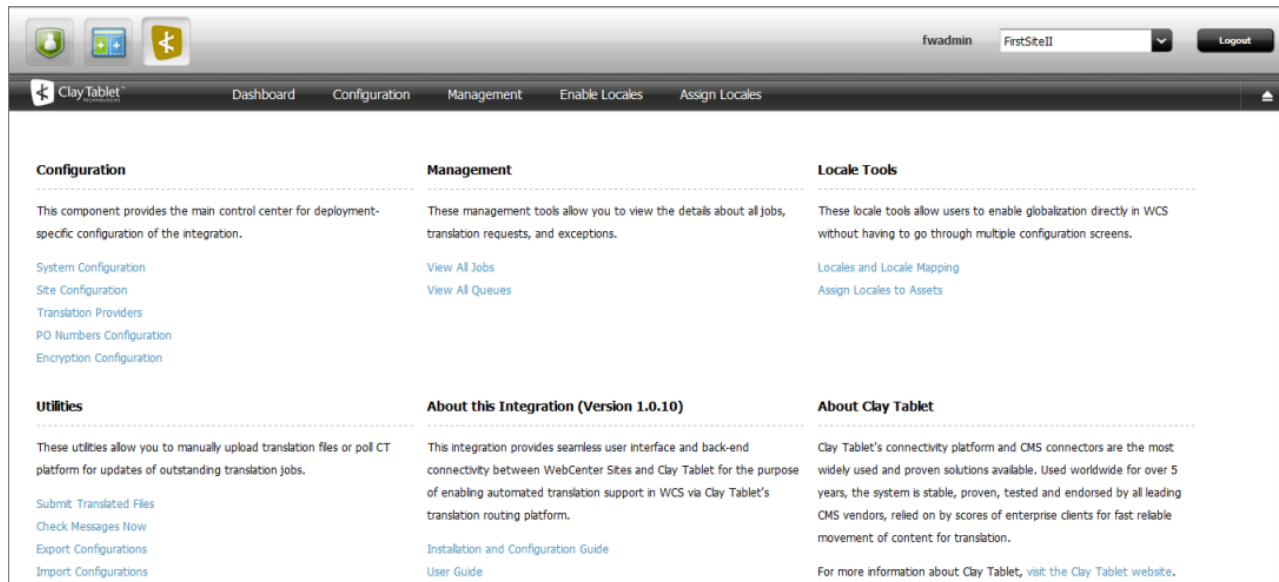 fwadmin FirstSiteII Logout
Clay Tablet TECHNOLOGIES Dashboard Configuration Management Enable Locales Assign Locales
Configuration
This component provides the main control center for deployment-
specific configuration of the integration.
System Configuration
Site Configuration
Translation Providers
PO Numbers Configuration
Encryption Configuration
Management
These management tools allow you to view the details about all jobs,
translation requests, and exceptions.
View All Jobs
View All Queues
Locale Tools
These locale tools allow users to enable globalization directly in WCS
without having to go through multiple configuration screens.
Locales and Locale Mapping
Assign Locales to Assets
Utilities
These utilities allow you to manually upload translation files or poll CT
platform for updates of outstanding translation jobs.
Submit Translated Files
Check Messages Now
Export Configurations
Import Configurations
About this Integration (Version 1.0.10)
This integration provides seamless user interface and back-end
connectivity between WebCenter Sites and Clay Tablet for the purpose
of enabling automated translation support in WCS via Clay Tablet's
translation routing platform.
Installation and Configuration Guide
User Guide
About Clay Tablet
Clay Tablet's connectivity platform and CMS connectors are the most
widely used and proven solutions available. Used worldwide for over 5
years, the system is stable, proven, tested and endorsed by all leading
CMS vendors, relied on by scores of enterprise clients for fast reliable
movement of content for translation.
For more information about Clay Tablet, visit the Clay Tablet website.